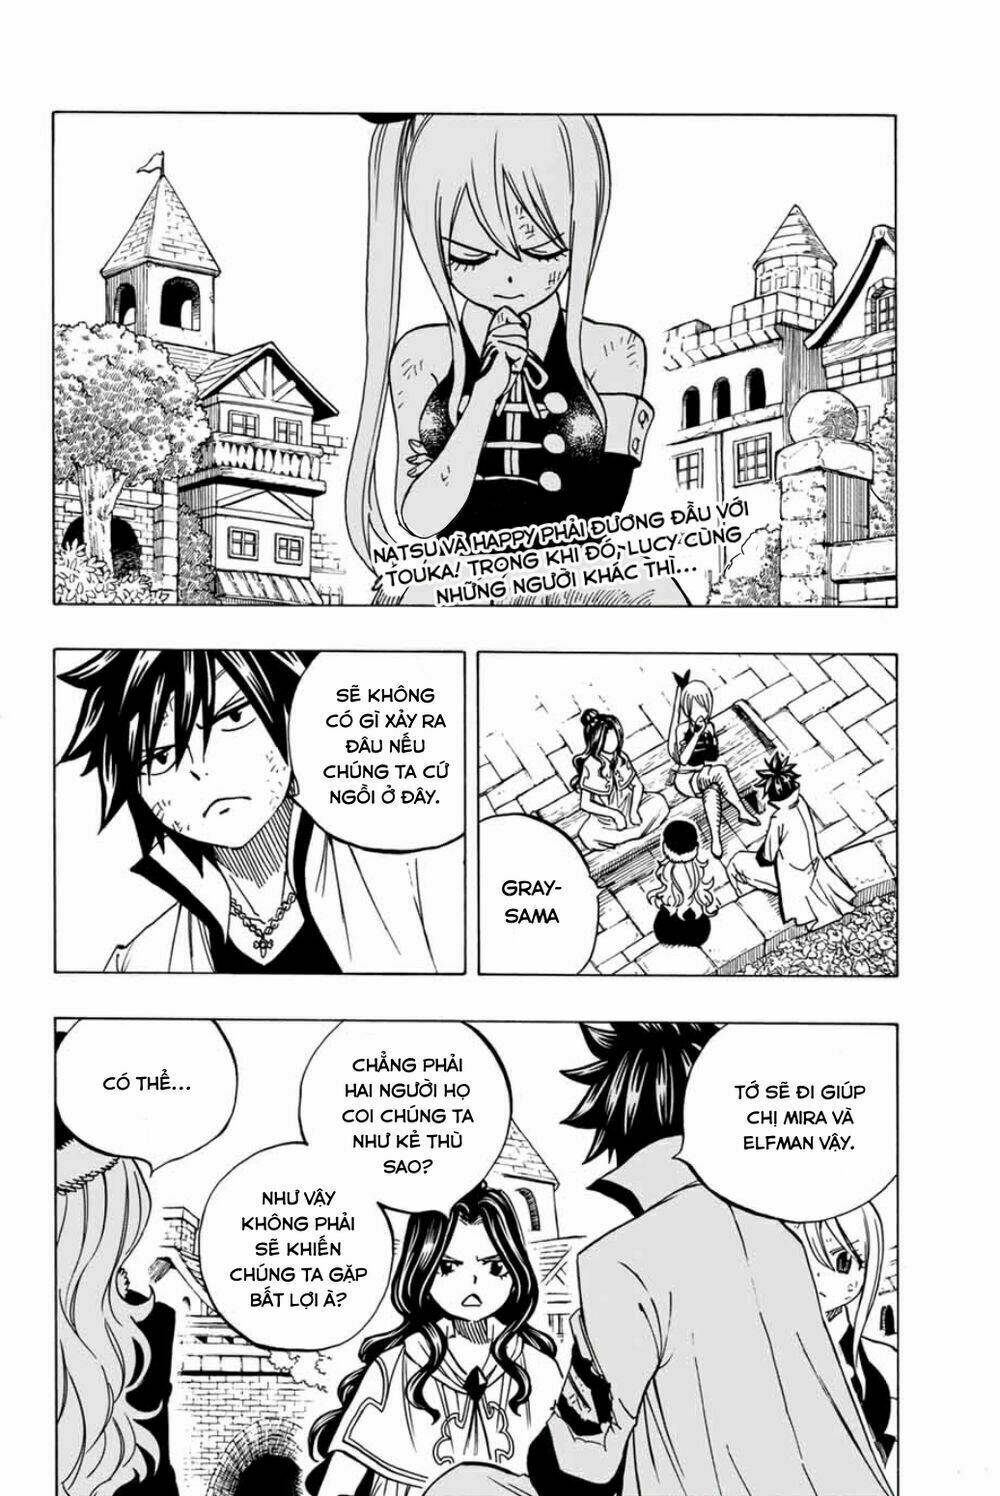 NATSU VÀ HAPPY PHẢI ĐƯƠNG ĐẦU VỚI
TOUKA! TRONG KHI ĐÓ, LUCY CÙNG
NHỮNG NGƯỜI KHÁC THÌ...
SẼ KHÔNG
CÓ GÌ XẢY RA
ĐÂU NẾU
CHÚNG TA CỨ
NGỒI Ở ĐÂY.
GRAY-
SAMA
CÓ THỂ...
CHẲNG PHẢI
HAI NGƯỜI HỌ
COI CHÚNG TA
NHƯ KẺ THÙ
SAO?
NHƯ VẬY
KHÔNG PHẢI
SẼ KHIẾN
CHÚNG TA GẶP
BẤT LỢI À?
TỚ SẼ ĐI GIÚP
CHỊ MIRA VÀ
ELFMAN VẬY.